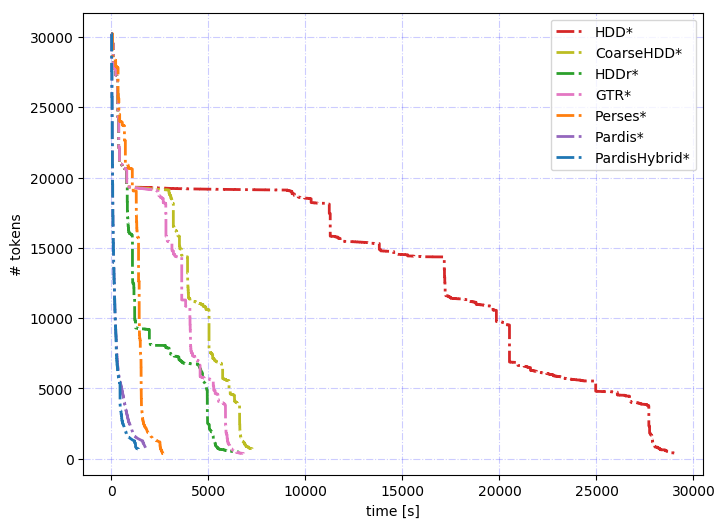 30000
25000
20000
15000
10000
5000
0
# tokens
0 5000 10000 15000 20000 25000 30000
time [s]
HDD*
CoarseHDD*
HDDr*
GTR*
Perses*
Pardis*
PardisHybrid*